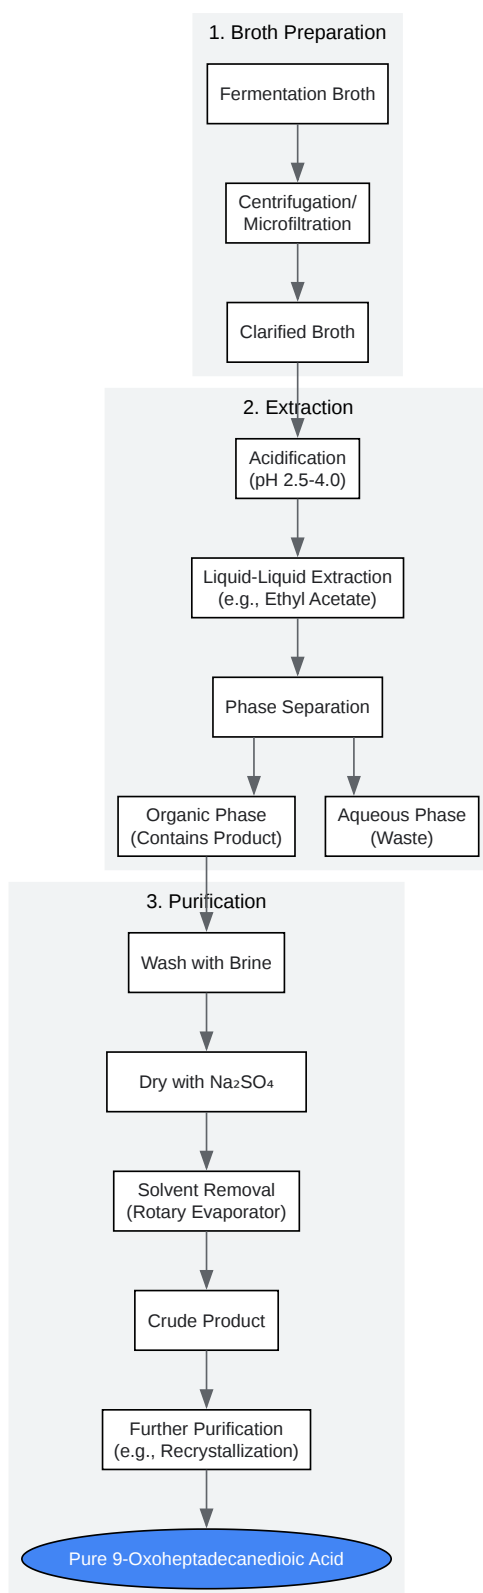 1. Broth Preparation
Fermentation Broth
Centrifugation/
Microfiltration
Clarified Broth
2. Extraction
Acidification
(pH 2.5-4.0)
Liquid-Liquid Extraction
(e.g., Ethyl Acetate)
Phase Separation
Organic Phase
(Contains Product)
Aqueous Phase
(Waste)
3. Purification
Wash with Brine
Dry with Na₂SO₄
Solvent Removal
(Rotary Evaporator)
Crude Product
Further Purification
(e.g., Recrystallization)
Pure 9-Oxoheptadecanedioic Acid